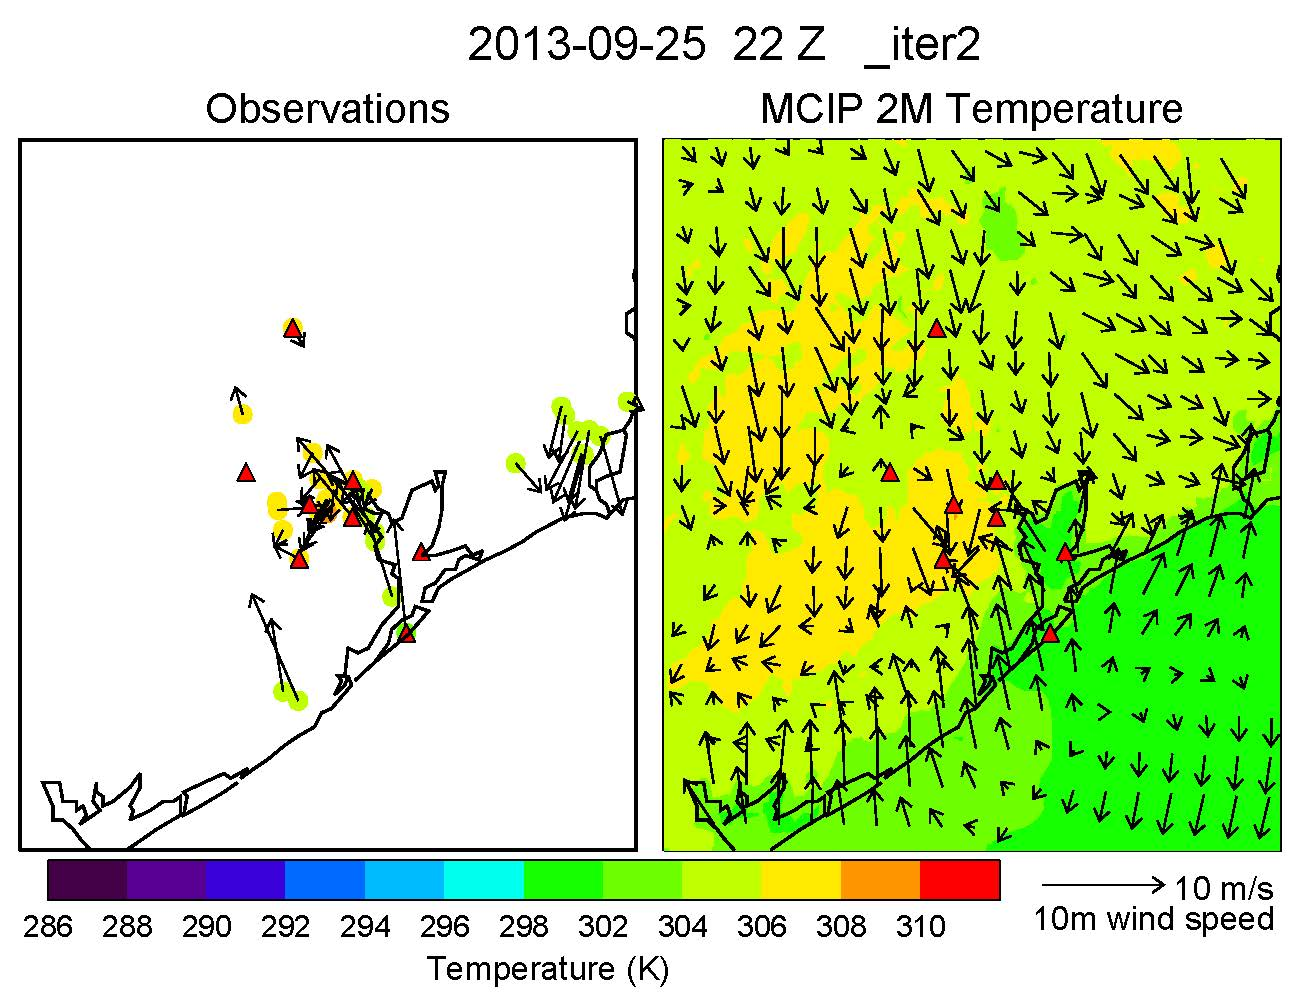 2013-09-25 22 Z _iter2
Observations
MCIP 2M Temperature
286 288 290 292 294 296 298 302 304 306 308 310
Temperature (K)
10 m/s
10m wind speed